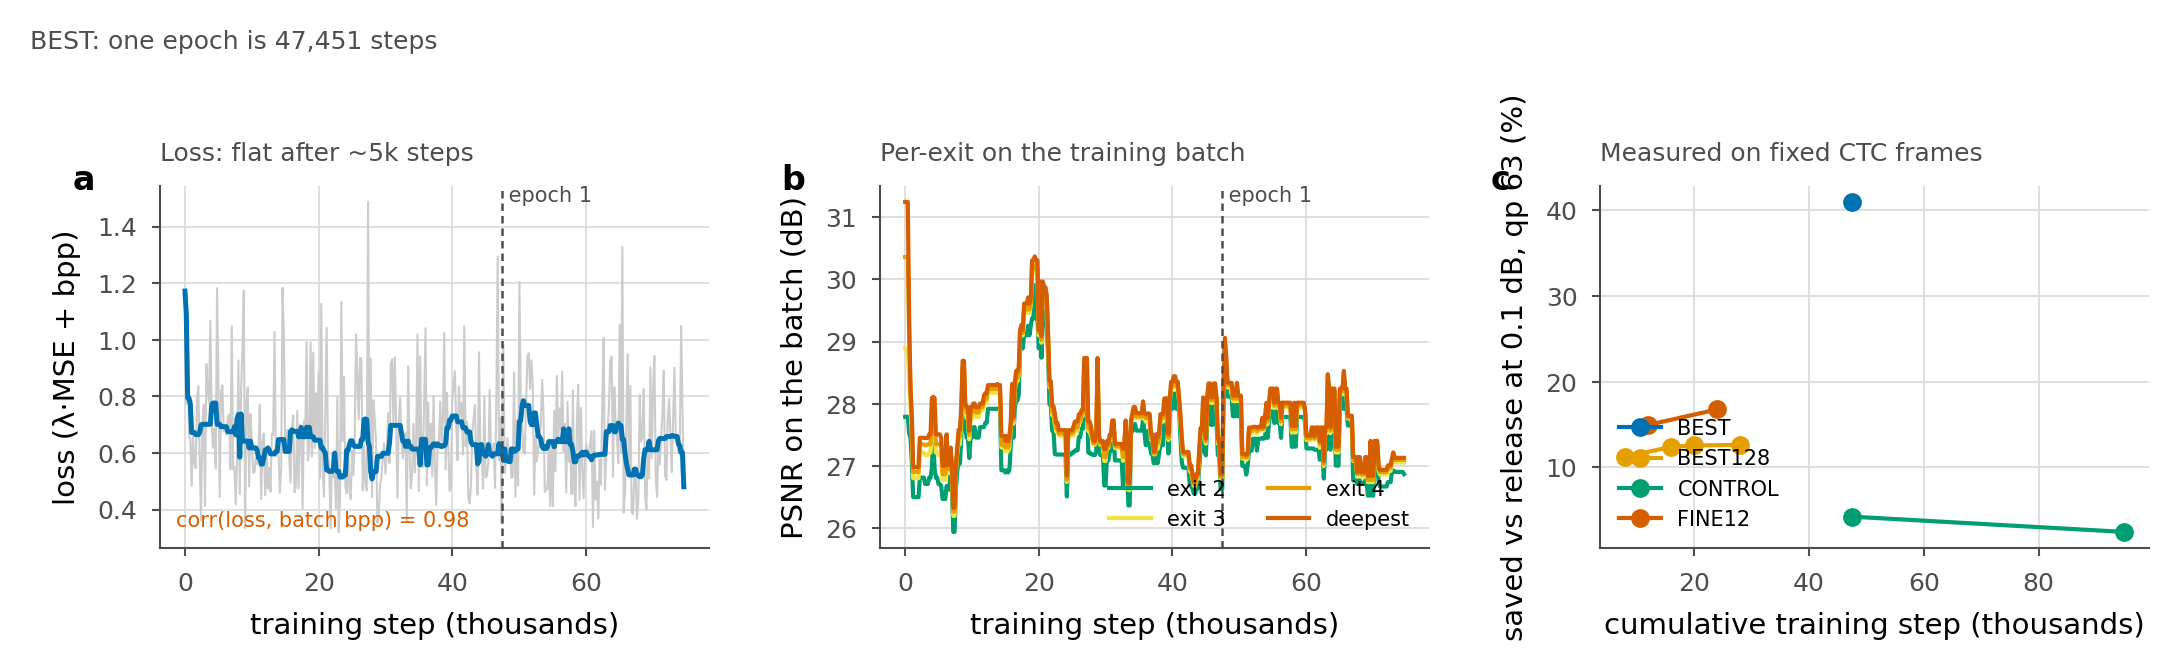 BEST: one epoch is 47,451 steps
a
Loss: flat after ~5k steps
loss (λ·MSE + bpp)
1.4
1.2
1.0
0.8
0.6
0.4
epoch 1
corr(loss, batch bpp) = 0.98
0 20 40 60
training step (thousands)
b
Per-exit on the training batch
PSNR on the batch (dB)
31
30
29
28
27
26
epoch 1
exit 2 exit 4
exit 3 deepest
0 20 40 60
training step (thousands)
c
Measured on fixed CTC frames
saved vs release at 0.1 dB, qp 63 (%)
40
30
20
10
BEST
BEST128
CONTROL
FINE12
20 40 60 80
cumulative training step (thousands)